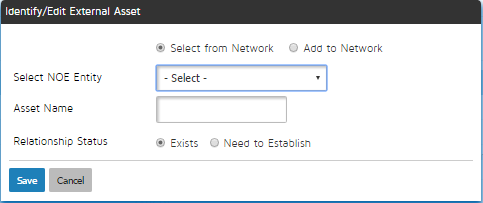 Identify/Edit External Asset
Select from Network Add to Network
Select NOE Entity - Select -
Asset Name
Relationship Status Exists Need to Establish
Save Cancel